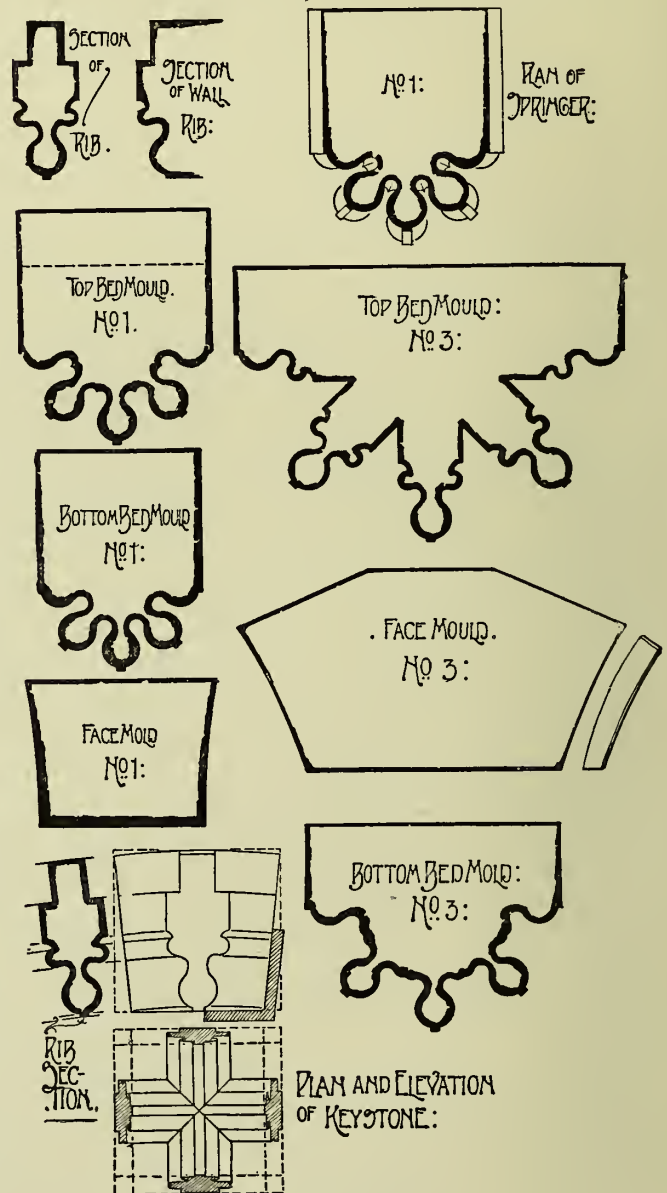 SECTION
OF
RIB.
SECTION
OF WALL
RIB:
No 1:
PLAN OF
SPRINGER:
TOP BED MOULD.
No 1.
TOP BED MOULD:
No 3:
BOTTOM BED MOULD
No 1:
. FACE MOULD.
No 3:
FACE MOLD
No 1:
BOTTOM BED MOLD:
No 3:
RIB
SEC-
TION.
PLAN AND ELEVATION
OF KEYSTONE: